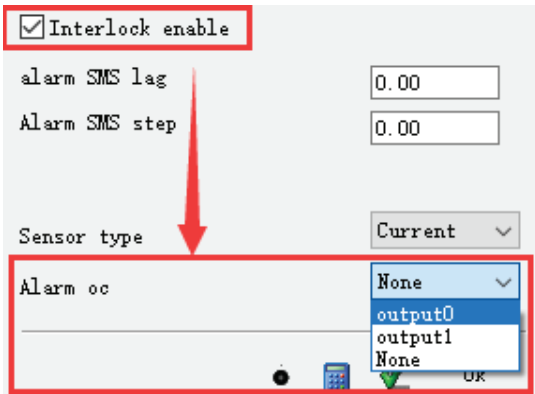 Interlock enable
alarm SMS lag 0.00
Alarm SMS step 0.00
Sensor type Current
Alarm oc None
output0
output1
None
OK